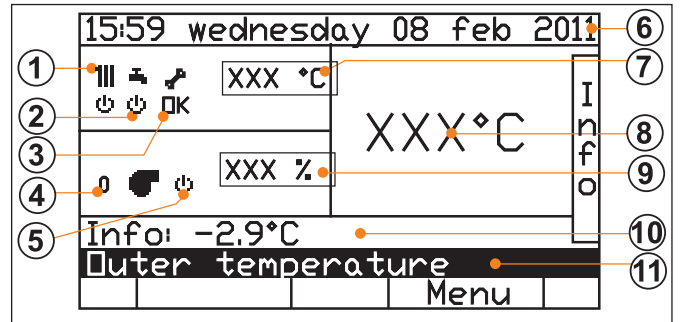 15:59 wednesday 08 feb 2011
6
1
XXX °C
7
Info
2
OK
XXX°C
8
3
4
0
XXX %
9
5
Info: -2.9°C
10
Outer temperature
11
Menu